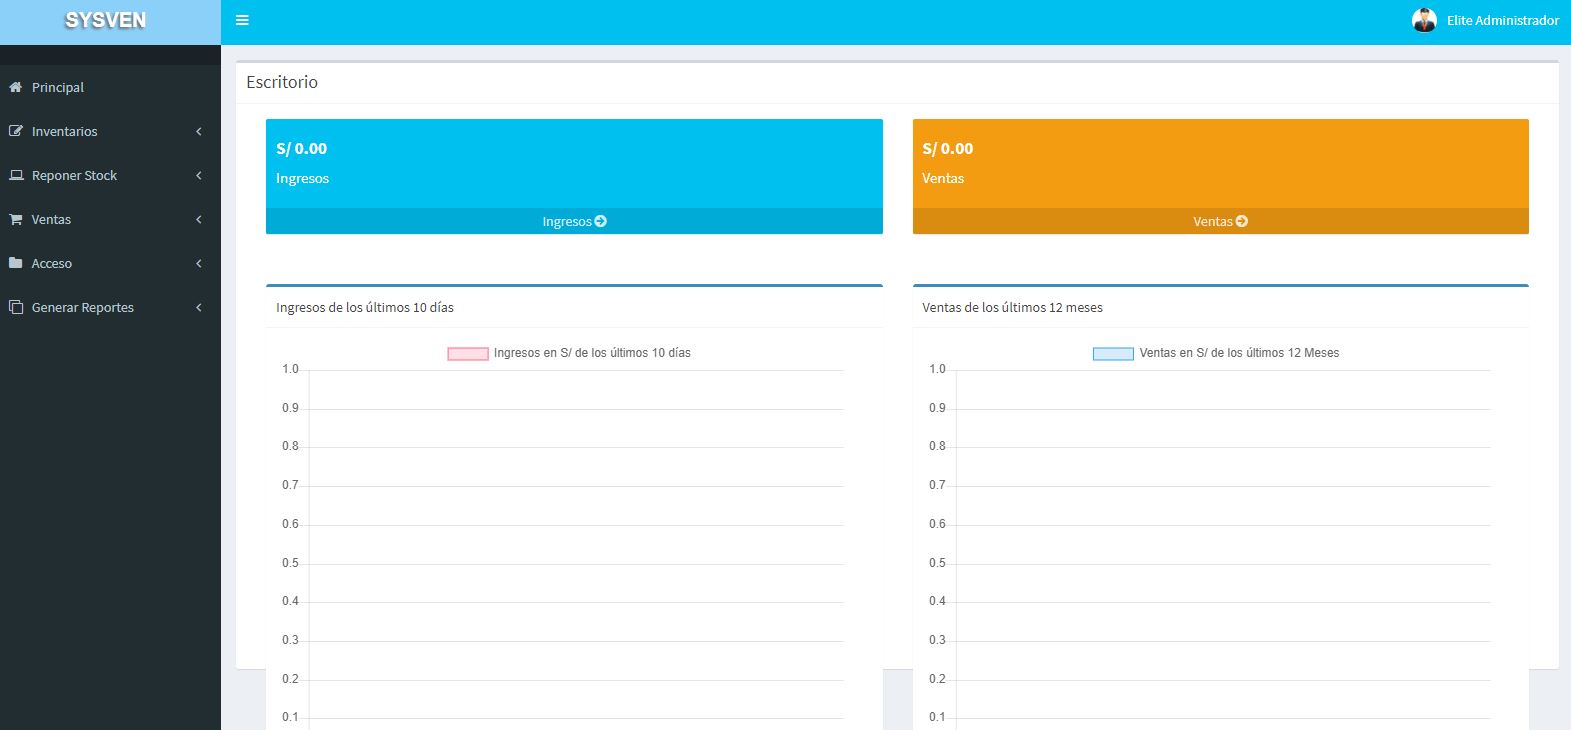 SYSVEN
Elite Administrador
Principal
Inventarios
Reponer Stock
Ventas
Acceso
Generar Reportes
Escritorio
S/ 0.00
Ingresos
Ingresos
S/ 0.00
Ventas
Ventas
Ingresos de los últimos 10 días
Ingresos en S/ de los últimos 10 días
1.0
0.9
0.8
0.7
0.6
0.5
0.4
0.3
0.2
0.1
Ventas de los últimos 12 meses
Ventas en S/ de los últimos 12 Meses
1.0
0.9
0.8
0.7
0.6
0.5
0.4
0.3
0.2
0.1